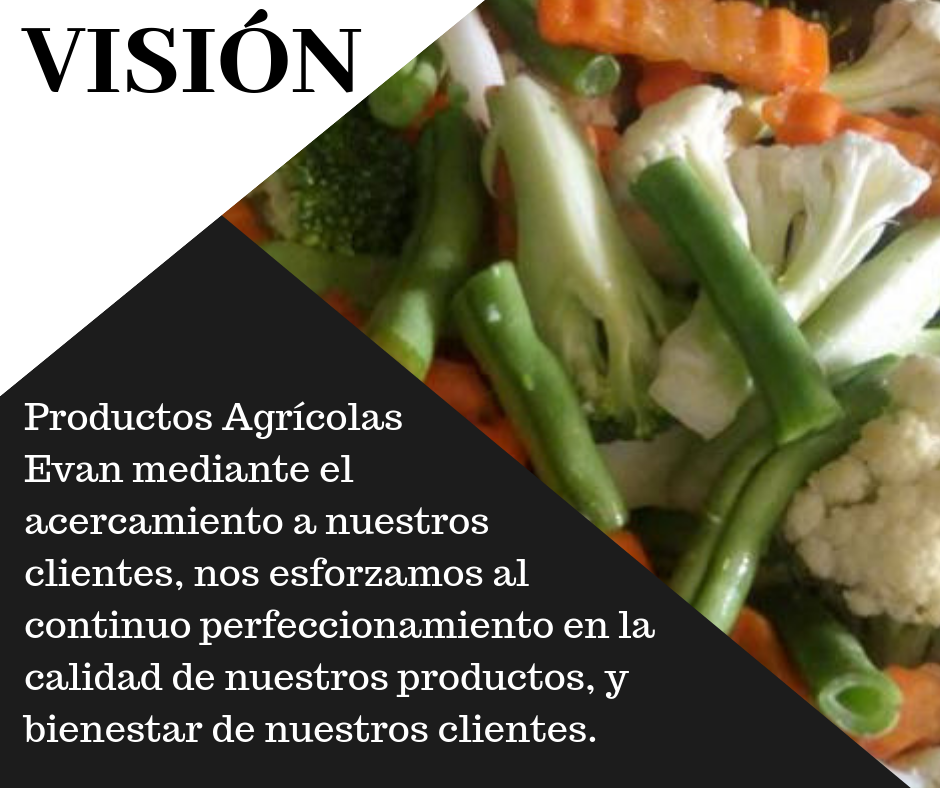 VISIÓN
Productos Agrícolas
Evan mediante el
acercamiento a nuestros
clientes, nos esforzamos al
continuo perfeccionamiento en la
calidad de nuestros productos, y
bienestar de nuestros clientes.